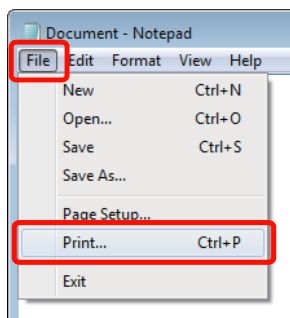 Document - Notepad
File Edit Format View Help
New Ctrl+N
Open... Ctrl+O
Save Ctrl+S
Save As...
Page Setup...
Print... Ctrl+P
Exit